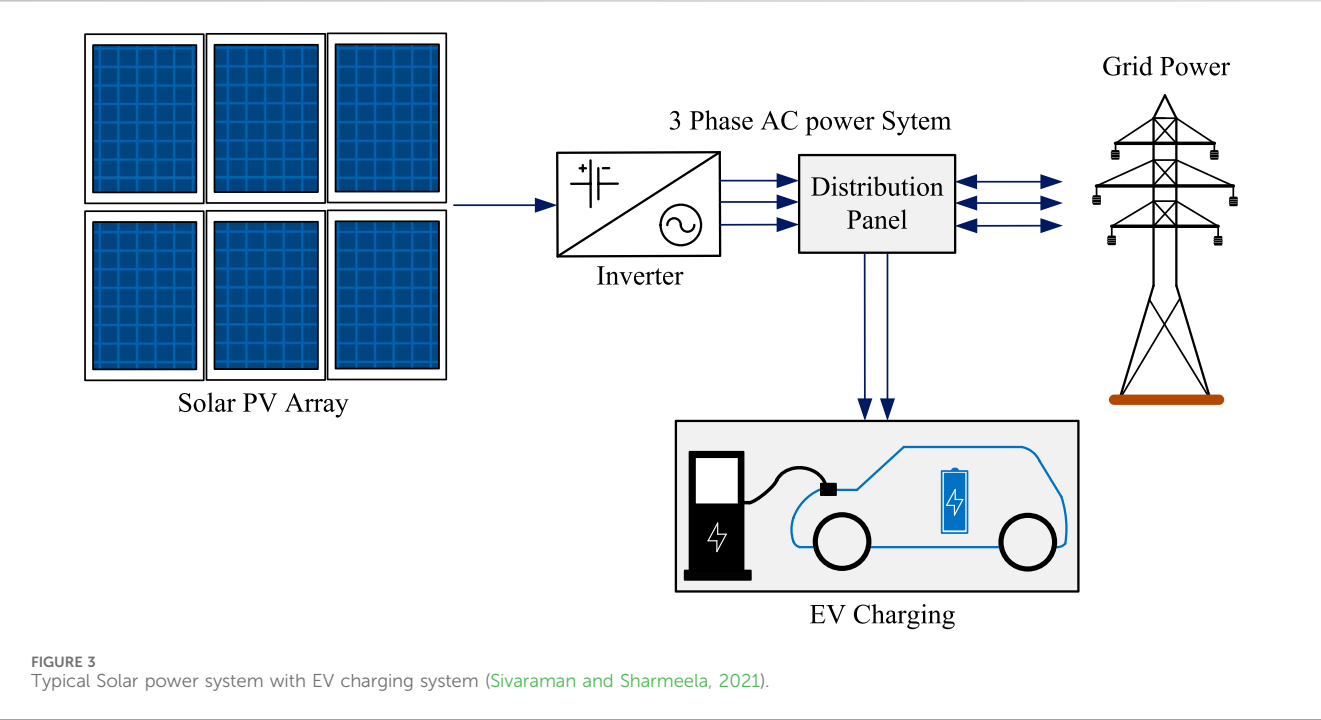 Grid Power
3 Phase AC power Sytem
Distribution
Panel
Inverter
Solar PV Array
EV Charging
FIGURE 3
Typical Solar power system with EV charging system (Sivaraman and Sharmeela, 2021).